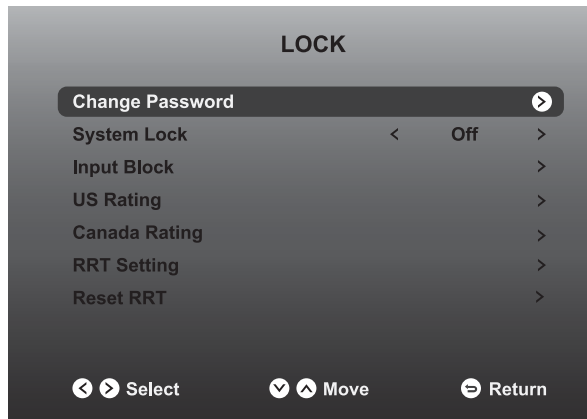 LOCK
Change Password
System Lock < Off >
Input Block >
US Rating >
Canada Rating >
RRT Setting >
Reset RRT >
Select Move Return